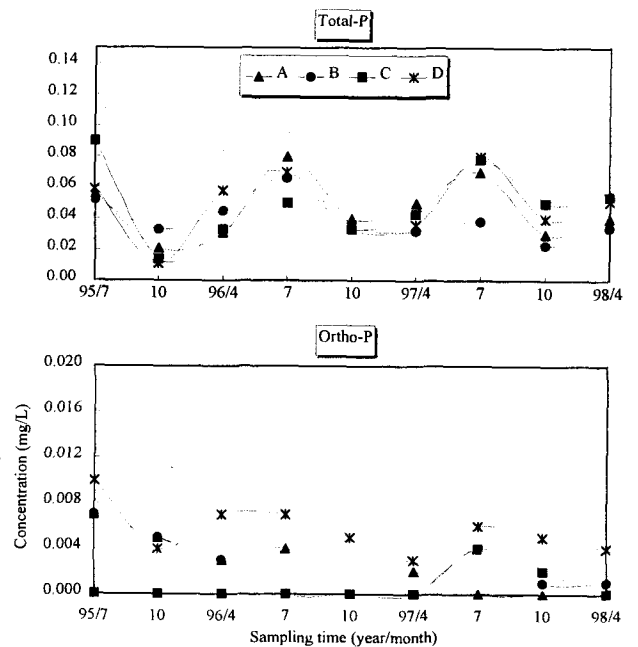 Total-P
0.14
0.12
0.10
0.08
0.06
0.04
0.02
0.00
A B C D
95/7 10 96/4 7 10 97/4 7 10 98/4
Ortho-P
0.020
0.016
0.012
0.008
0.004
0.000
Concentration (mg/L)
95/7 10 96/4 7 10 97/4 7 10 98/4
Sampling time (year/month)